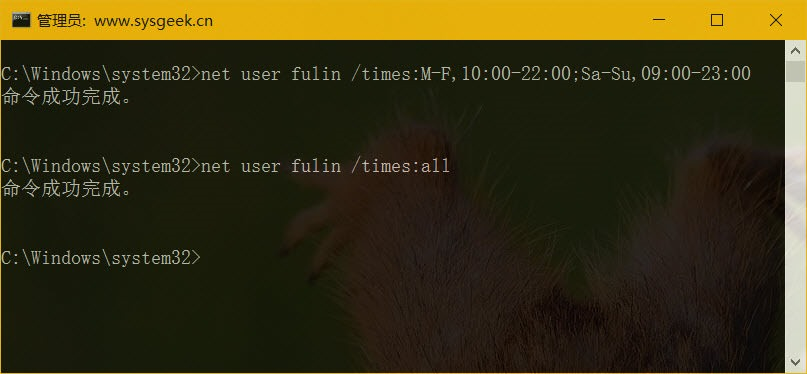 管理员: www.sysgeek.cn
C:\Windows\system32>net user fulin /times:M-F,10:00-22:00;Sa-Su,09:00-23:00
命令成功完成。
C:\Windows\system32>net user fulin /times:all
命令成功完成。
C:\Windows\system32>